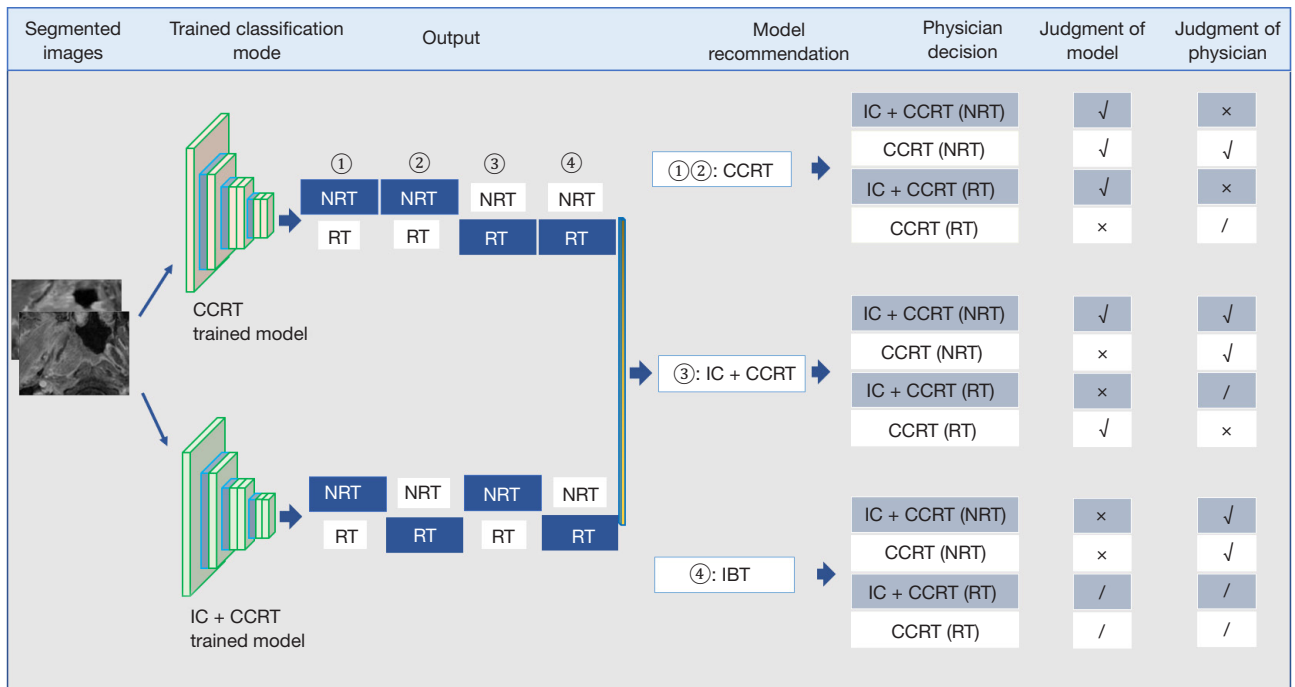 Segmented images
Trained classification mode
Output
Model recommendation
Physician decision
Judgment of model
Judgment of physician
① ② ③ ④
NRT NRT NRT NRT
RT RT RT RT
CCRT
trained model
NRT NRT NRT NRT
RT RT RT RT
IC + CCRT
trained model
①②: CCRT
IC + CCRT (NRT) √ ×
CCRT (NRT) √ √
IC + CCRT (RT) √ ×
CCRT (RT) × /
③: IC + CCRT
IC + CCRT (NRT) √ √
CCRT (NRT) × √
IC + CCRT (RT) × /
CCRT (RT) √ ×
④: IBT
IC + CCRT (NRT) × √
CCRT (NRT) × √
IC + CCRT (RT) / /
CCRT (RT) / /